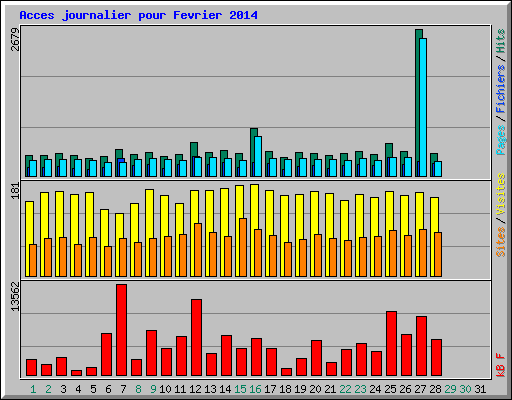 Acces journalier pour Fevrier 2014
2679
Pages / Fichiers / Hits
181
Sites / Visites
13562
kB F
1 2 3 4 5 6 7 8 9 10 11 12 13 14 15 16 17 18 19 20 21 22 23 24 25 26 27 28 29 30 31